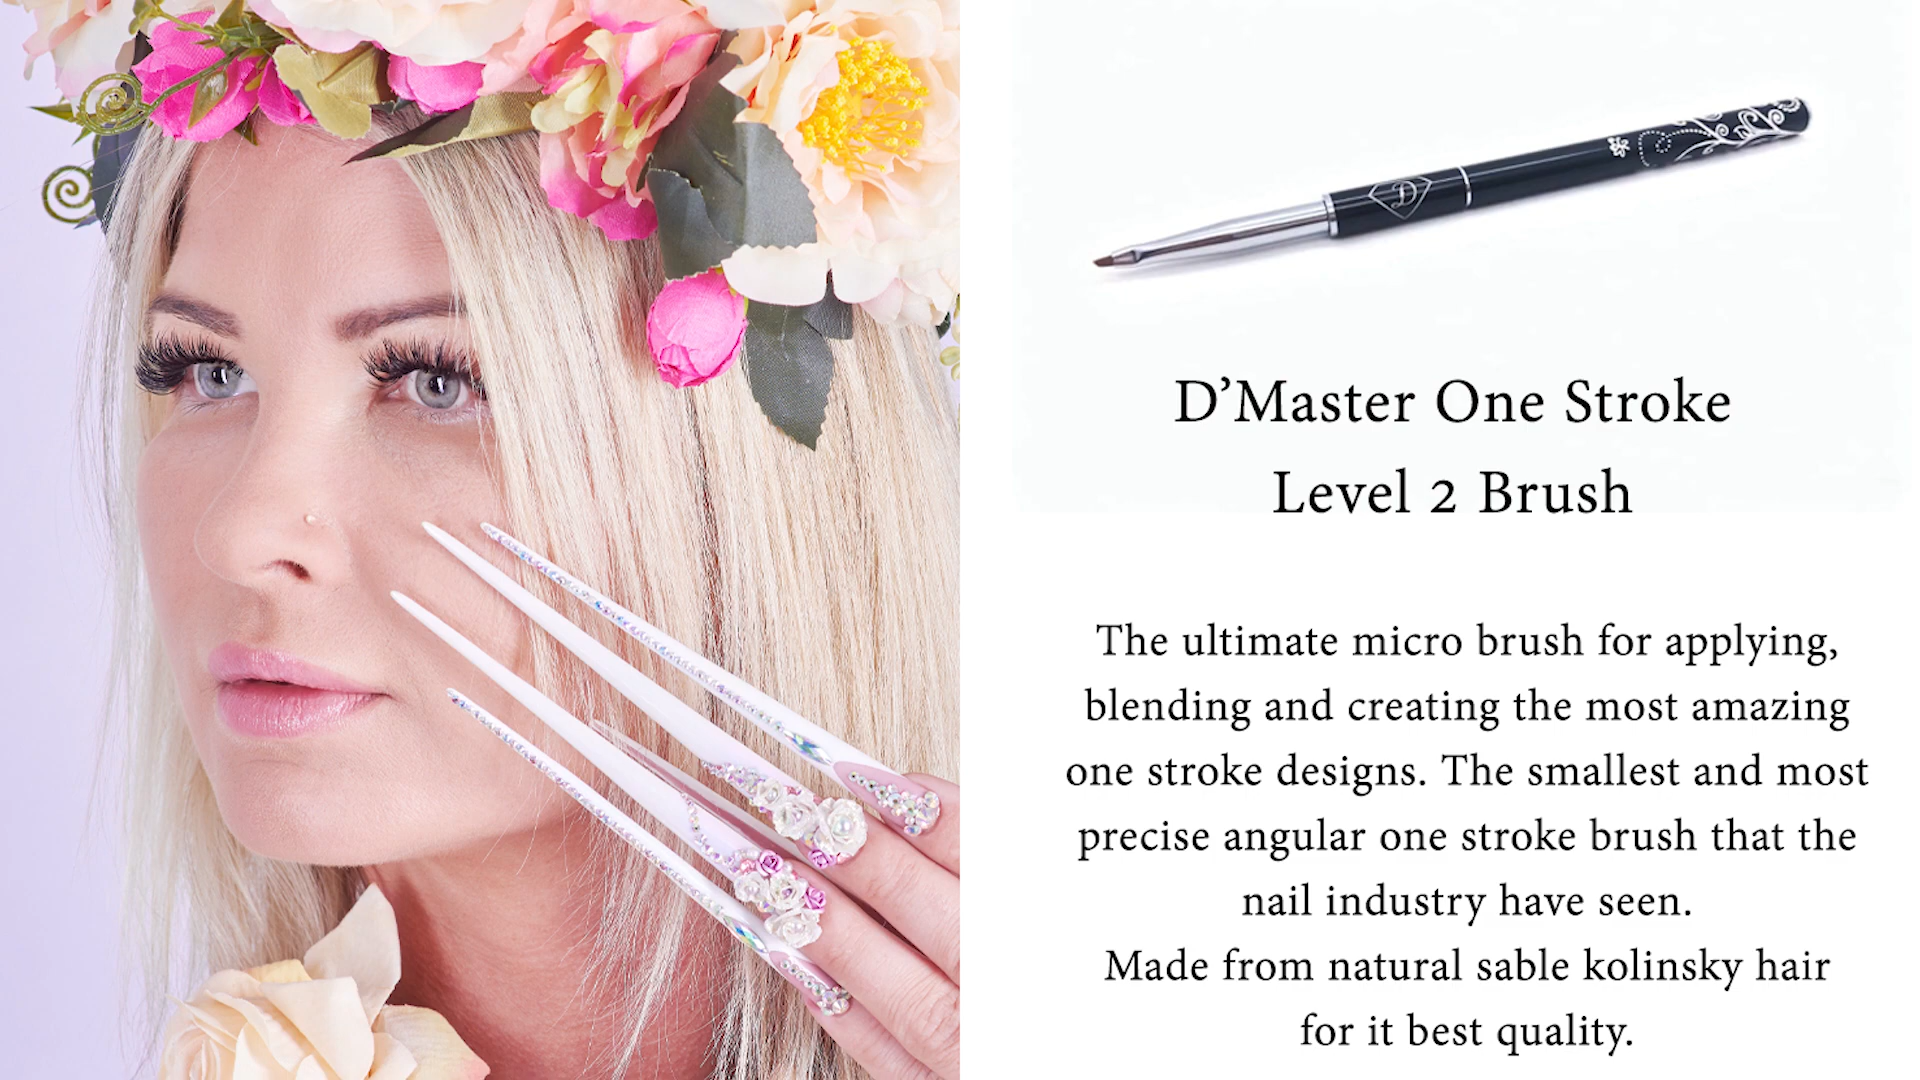 D
D’Master One Stroke
Level 2 Brush
The ultimate micro brush for applying,
blending and creating the most amazing
one stroke designs. The smallest and most
precise angular one stroke brush that the
nail industry have seen.
Made from natural sable kolinsky hair
for it best quality.